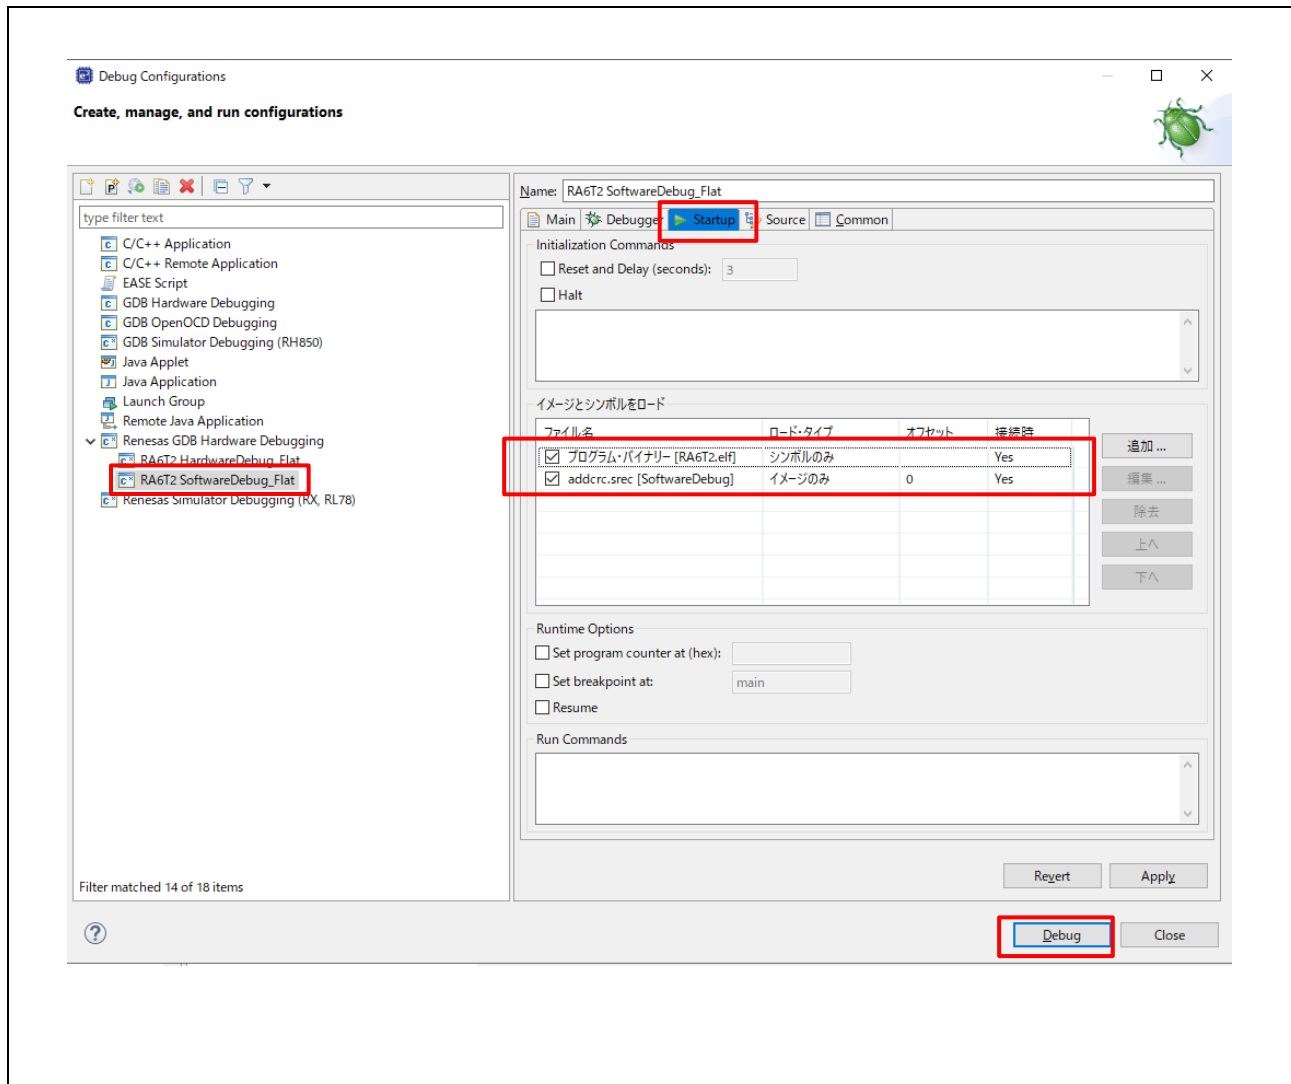 Debug Configurations
Create, manage, and run configurations
type filter text
C/C++ Application
C/C++ Remote Application
EASE Script
GDB Hardware Debugging
GDB OpenOCD Debugging
GDB Simulator Debugging (RH850)
Java Applet
Java Application
Launch Group
Remote Java Application
Renesas GDB Hardware Debugging
RA6T2 HardwareDebug_Flat
RA6T2 SoftwareDebug_Flat
Renesas Simulator Debugging (RX, RL78)
Filter matched 14 of 18 items
Name: RA6T2 SoftwareDebug_Flat
Main Debugger Startup Source Common
Initialization Commands
Reset and Delay (seconds): 3
Halt
イメージとシンボルをロード
ファイル名 ロード・タイプ オフセット 接続時
プログラム・バイナリー [RA6T2.elf] シンボルのみ Yes
addcrc.srec [SoftwareDebug] イメージのみ 0 Yes
追加 ...
編集 ...
除去
上へ
下へ
Runtime Options
Set program counter at (hex):
Set breakpoint at: main
Resume
Run Commands
Revert Apply
Debug Close